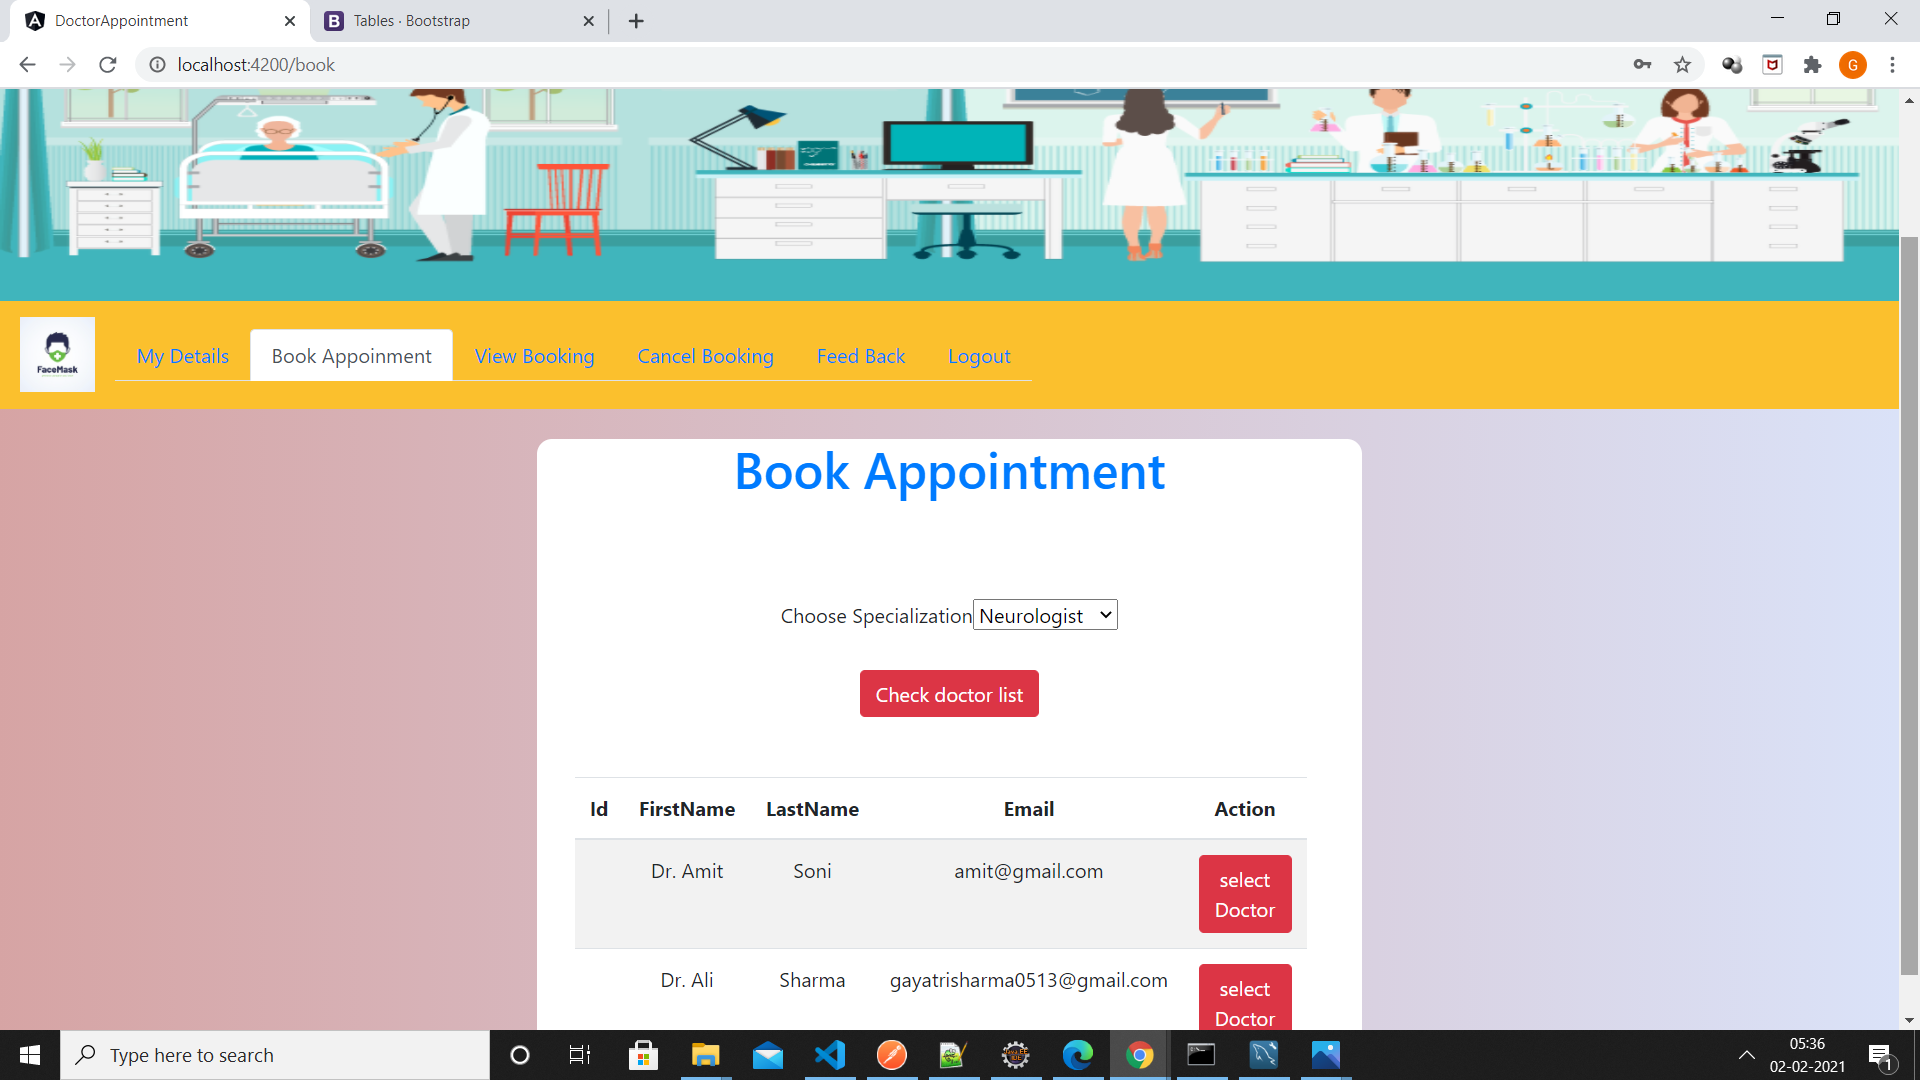 DoctorAppointment
Tables · Bootstrap
localhost:4200/book
G
CHEMISTRY
FaceMask
My Details
Book Appoinment
View Booking
Cancel Booking
Feed Back
Logout
Book Appointment
Choose Specialization Neurologist
Check doctor list
Id FirstName LastName Email Action
Dr. Amit Soni amit@gmail.com select Doctor
Dr. Ali Sharma gayatrisharma0513@gmail.com select Doctor
Type here to search
05:36
02-02-2021
1